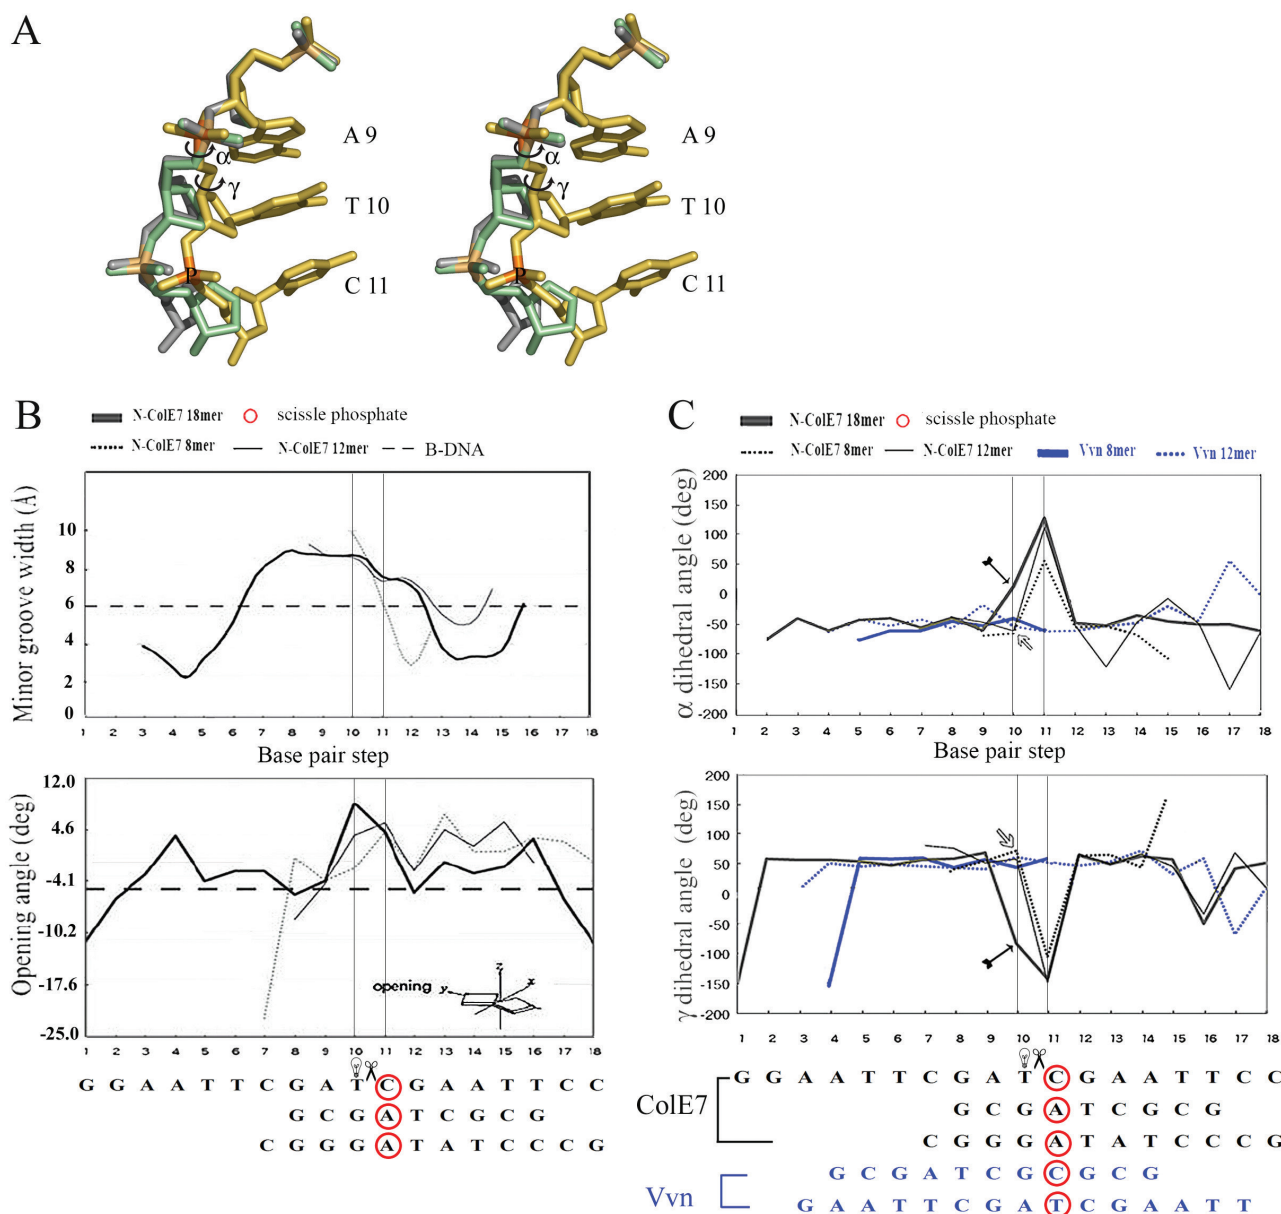 A
A 9
α
γ
T 10
P
C 11
A 9
α
γ
T 10
P
C 11
B
N-ColE7 18mer scissle phosphate
N-ColE7 8mer N-ColE7 12mer B-DNA
Minor groove width (Å)
10
8
6
4
2
0
1 2 3 4 5 6 7 8 9 10 11 12 13 14 15 16 17 18
Base pair step
Opening angle (deg)
12.0
4.6
-4.1
-10.2
-17.6
-25.0
opening y x z
1 2 3 4 5 6 7 8 9 10 11 12 13 14 15 16 17 18
G G A A T T C G A T C G A A T T C C
G C G A T C G C G
C G G G A T A T C C C G
C
N-ColE7 18mer scissle phosphate
N-ColE7 8mer N-ColE7 12mer Vvn 8mer Vvn 12mer
α dihedral angle (deg)
200
150
100
50
0
-50
-100
-150
-200
1 2 3 4 5 6 7 8 9 10 11 12 13 14 15 16 17 18
Base pair step
γ dihedral angle (deg)
200
150
100
50
0
-50
-100
-150
-200
1 2 3 4 5 6 7 8 9 10 11 12 13 14 15 16 17 18
ColE7
G G A A T T C G A T C G A A T T C C
G C G A T C G C G
C G G G A T A T C C C G
Vvn
G C G A T C G C G C G
G A A T T C G A T C G A A T T